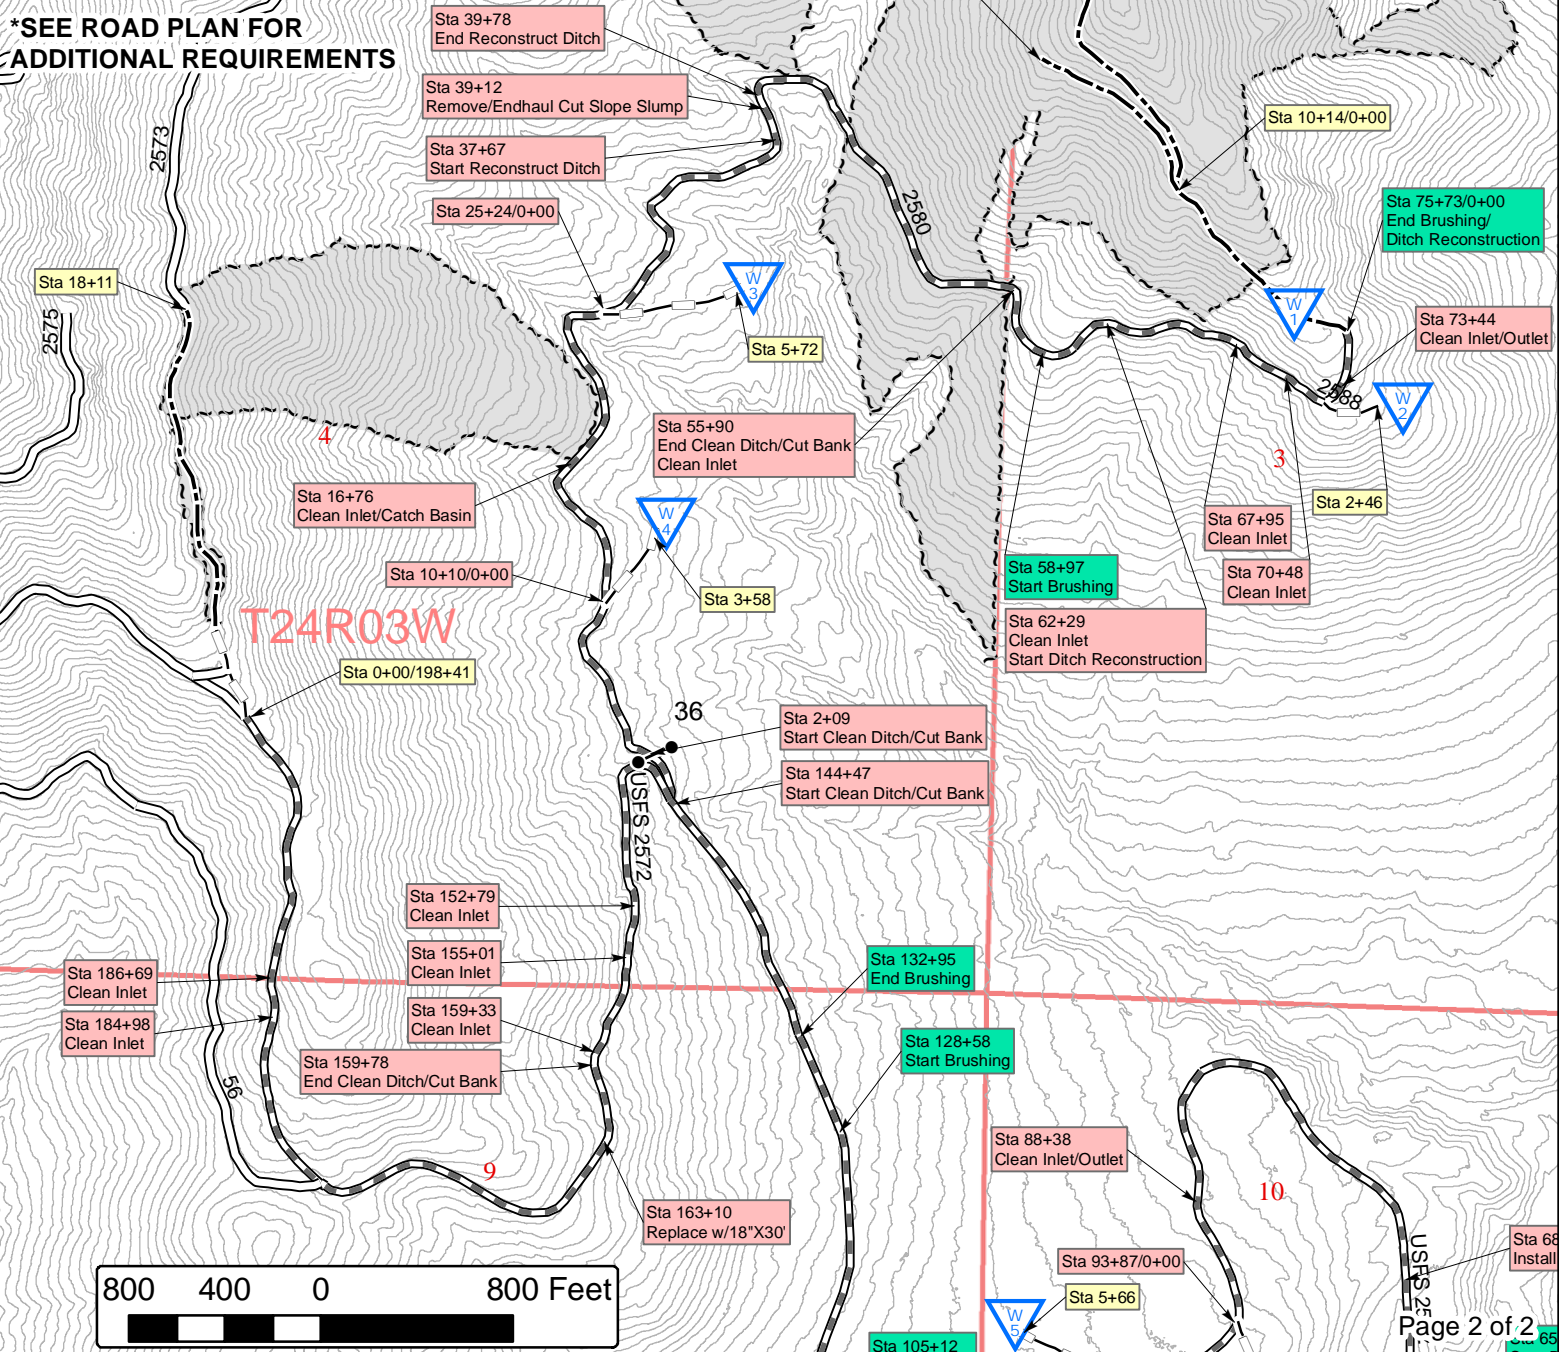 *SEE ROAD PLAN FOR
ADDITIONAL REQUIREMENTS
Sta 39+78
End Reconstruct Ditch
Sta 39+12
Remove/Endhaul Cut Slope Slump
Sta 37+67
Start Reconstruct Ditch
Sta 25+24/0+00
Sta 10+14/0+00
Sta 75+73/0+00
End Brushing/
Ditch Reconstruction
2573
2580
Sta 18+11
2575
W
3
W
1
Sta 5+72
Sta 73+44
Clean Inlet/Outlet
2588
W
2
4
Sta 55+90
End Clean Ditch/Cut Bank
Clean Inlet
3
Sta 16+76
Clean Inlet/Catch Basin
W
4
Sta 2+46
Sta 67+95
Clean Inlet
Sta 10+10/0+00
Sta 3+58
Sta 58+97
Start Brushing
Sta 70+48
Clean Inlet
T24R03W
Sta 62+29
Clean Inlet
Start Ditch Reconstruction
Sta 0+00/198+41
36
Sta 2+09
Start Clean Ditch/Cut Bank
Sta 144+47
Start Clean Ditch/Cut Bank
USFS 2572
Sta 152+79
Clean Inlet
Sta 155+01
Clean Inlet
Sta 132+95
End Brushing
Sta 186+69
Clean Inlet
Sta 184+98
Clean Inlet
Sta 159+33
Clean Inlet
Sta 159+78
End Clean Ditch/Cut Bank
Sta 128+58
Start Brushing
56
9
Sta 88+38
Clean Inlet/Outlet
10
Sta 163+10
Replace w/18"X30'
USFS 25
Sta 68
Install
Sta 93+87/0+00
Sta 5+66
W
5
800 400 0 800 Feet
Sta 105+12
Page 2 of 2